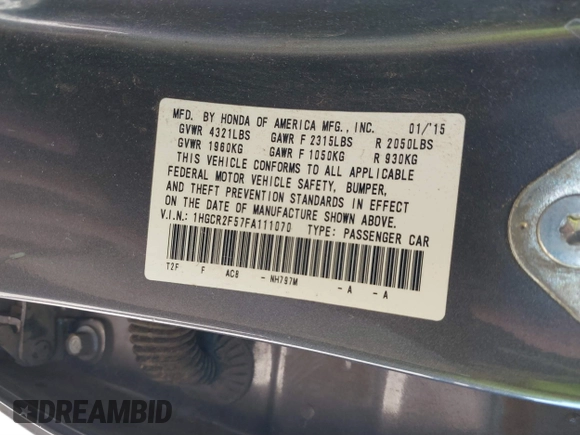 MFD. BY HONDA OF AMERICA MFG., INC. 01/'15
GVWR 4321LBS GAWR F 2315LBS R 2050LBS
GVWR 1960KG GAWR F 1050KG R 930KG
THIS VEHICLE CONFORMS TO ALL APPLICABLE
FEDERAL MOTOR VEHICLE SAFETY, BUMPER,
AND THEFT PREVENTION STANDARDS IN EFFECT
ON THE DATE OF MANUFACTURE SHOWN ABOVE.
V.I.N.: 1HGCR2F57FA111070 TYPE: PASSENGER CAR
T2F F AC8 - NH797M - A - A
DREAMBID